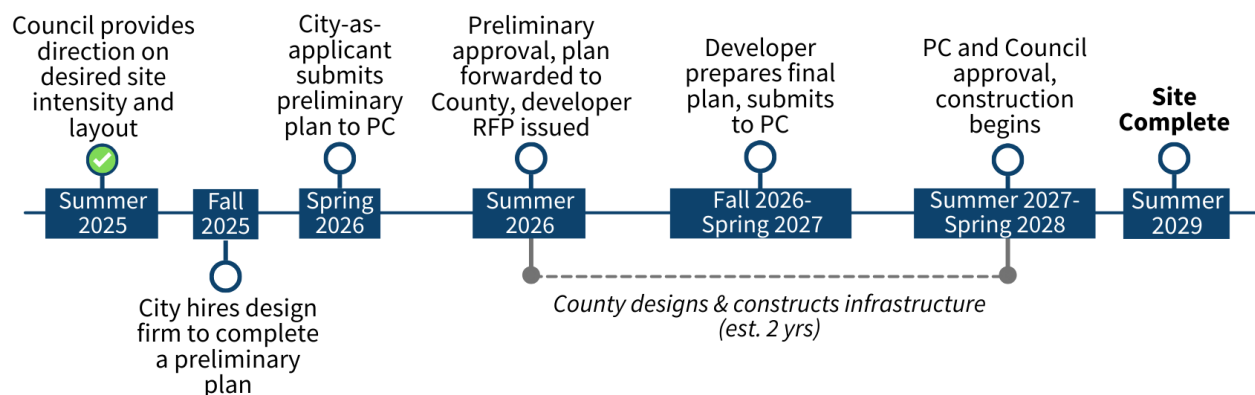 Council provides
direction on
desired site
intensity and
layout
Summer
2025
Fall
2025
City hires design
firm to complete
a preliminary
plan
City-as-
applicant
submits
preliminary
plan to PC
Spring
2026
Preliminary
approval, plan
forwarded to
County, developer
RFP issued
Summer
2026
Developer
prepares final
plan, submits
to PC
Fall 2026-
Spring 2027
PC and Council
approval,
construction
begins
Summer 2027-
Spring 2028
County designs & constructs infrastructure
(est. 2 yrs)
Site
Complete
Summer
2029